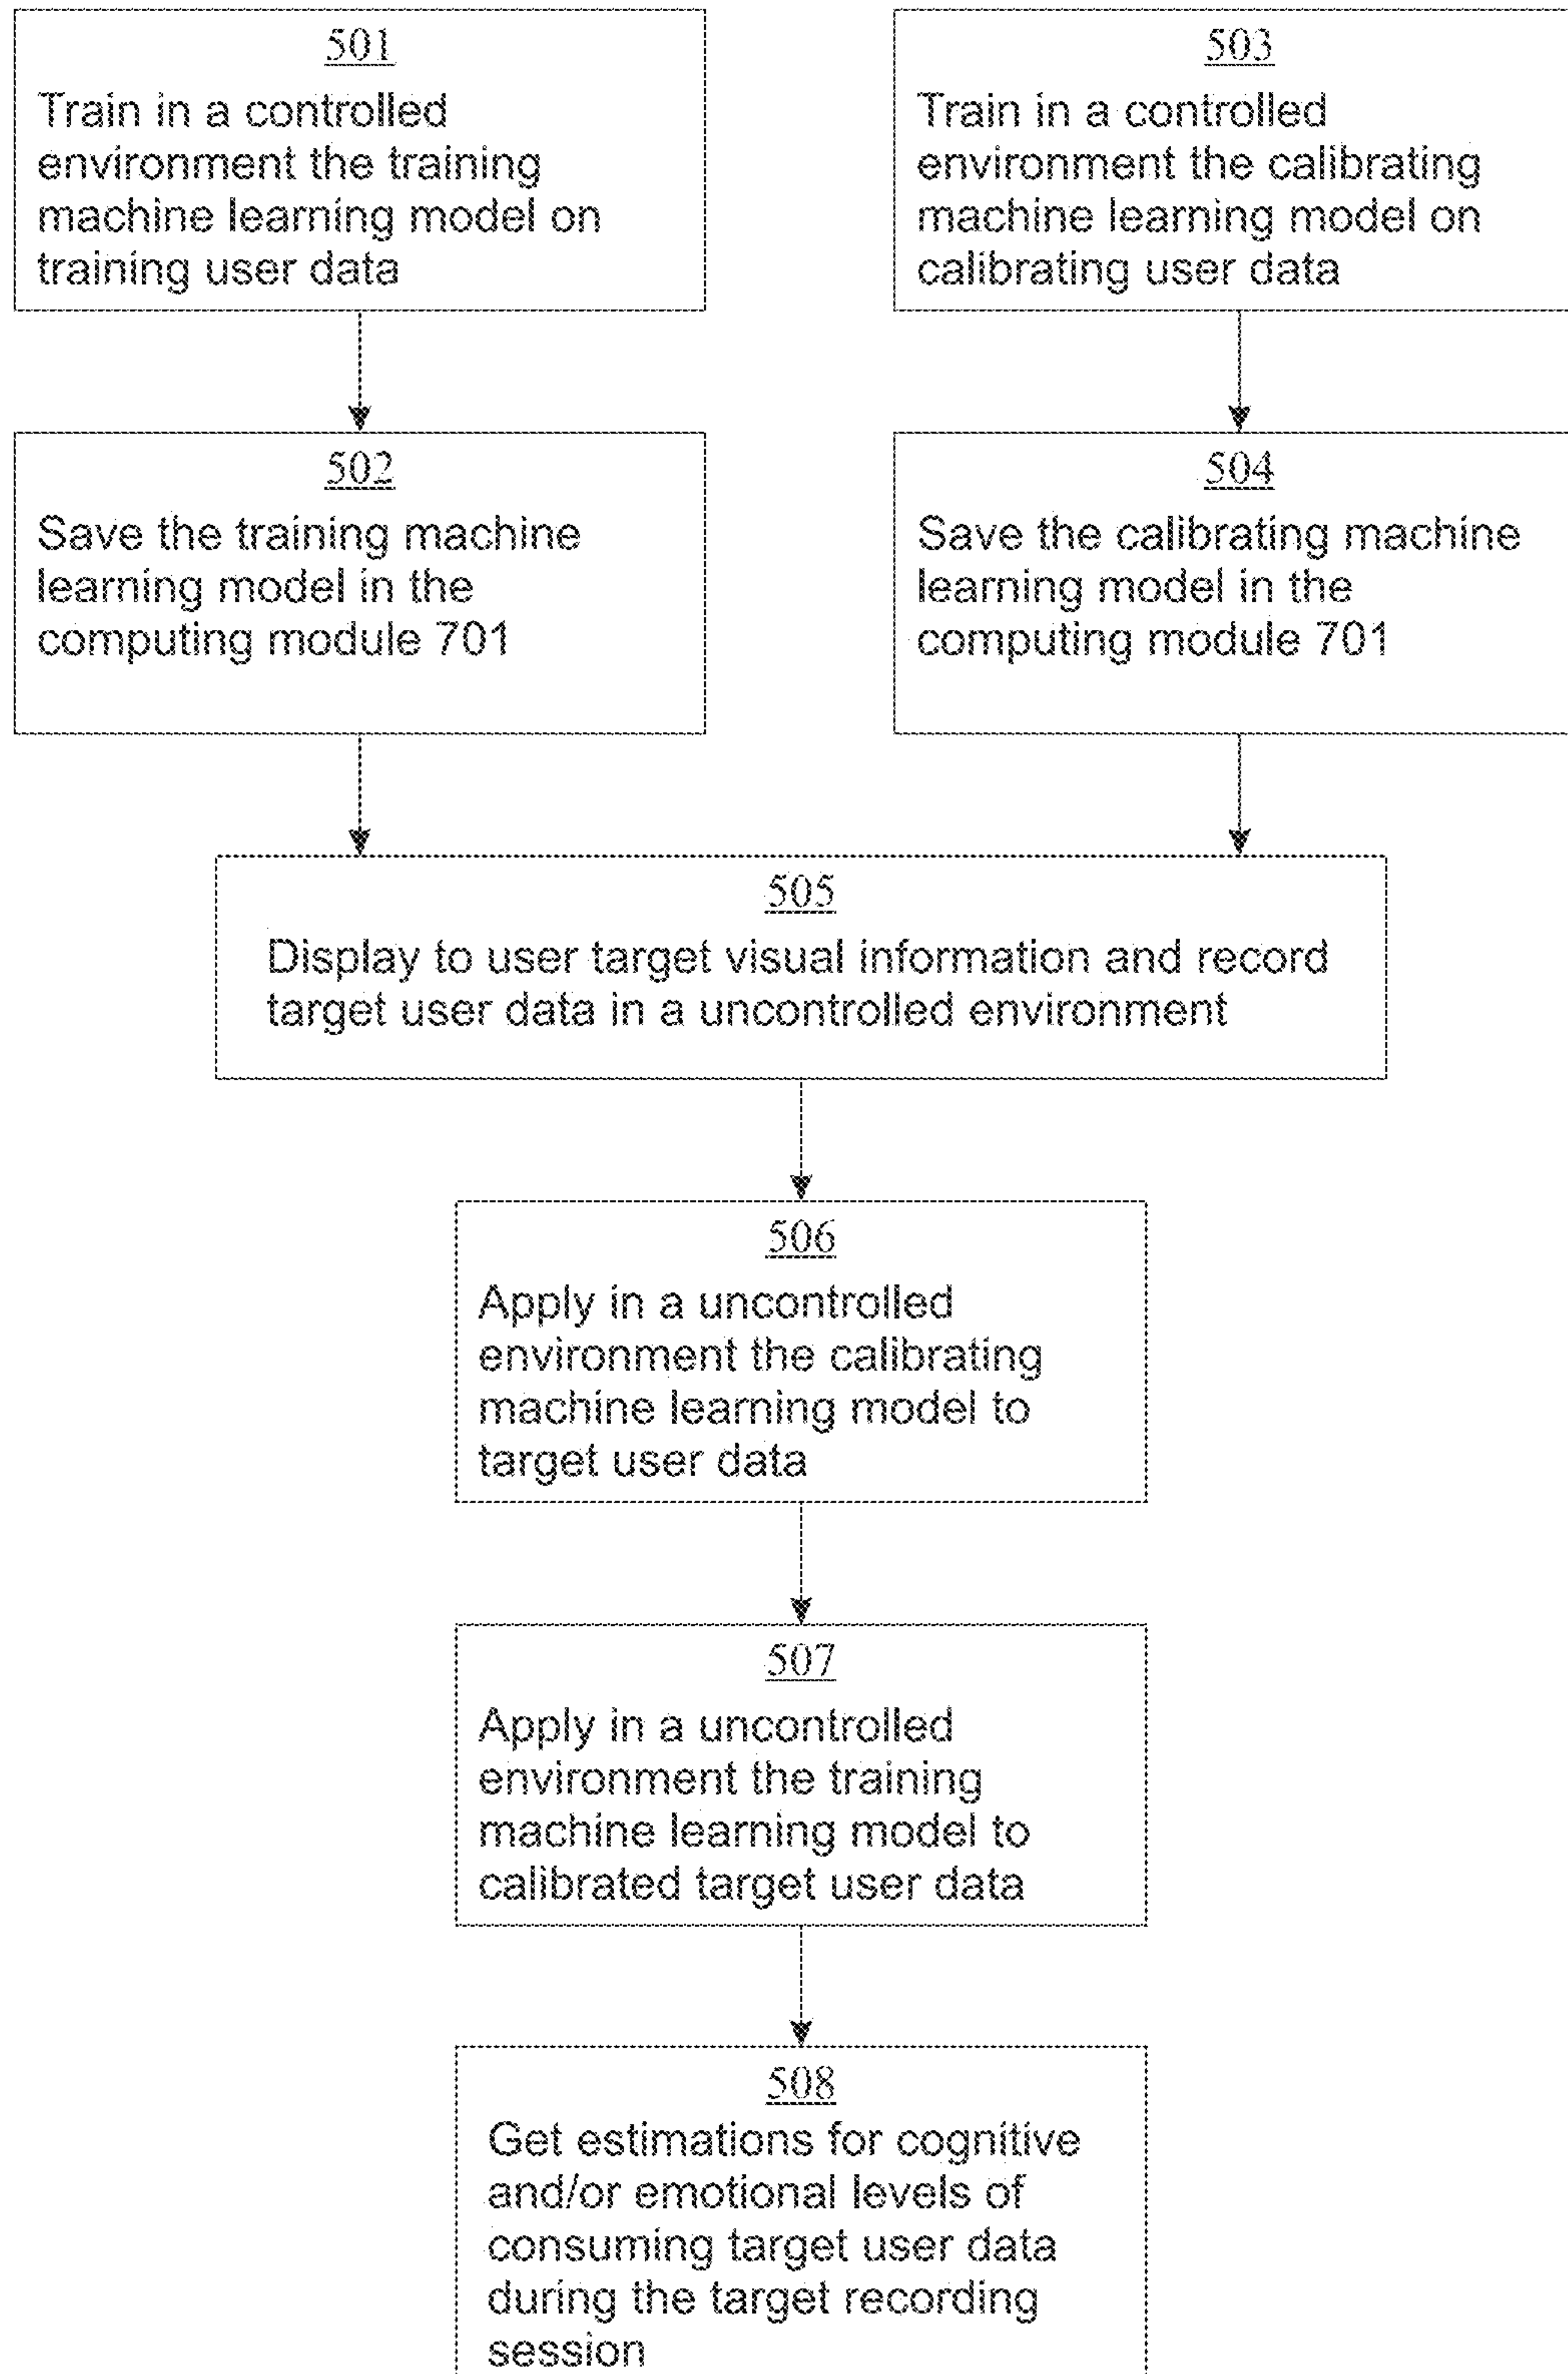 501
Train in a controlled
environment the training
machine learning model on
training user data
503
Train in a controlled
environment the calibrating
machine learning model on
calibrating user data
502
Save the training machine
learning model in the
computing module 701
504
Save the calibrating machine
learning model in the
computing module 701
505
Display to user target visual information and record
target user data in a uncontrolled environment
506
Apply in a uncontrolled
environment the calibrating
machine learning model to
target user data
507
Apply in a uncontrolled
environment the training
machine learning model to
calibrated target user data
508
Get estimations for cognitive
and/or emotional levels of
consuming target user data
during the target recording
session